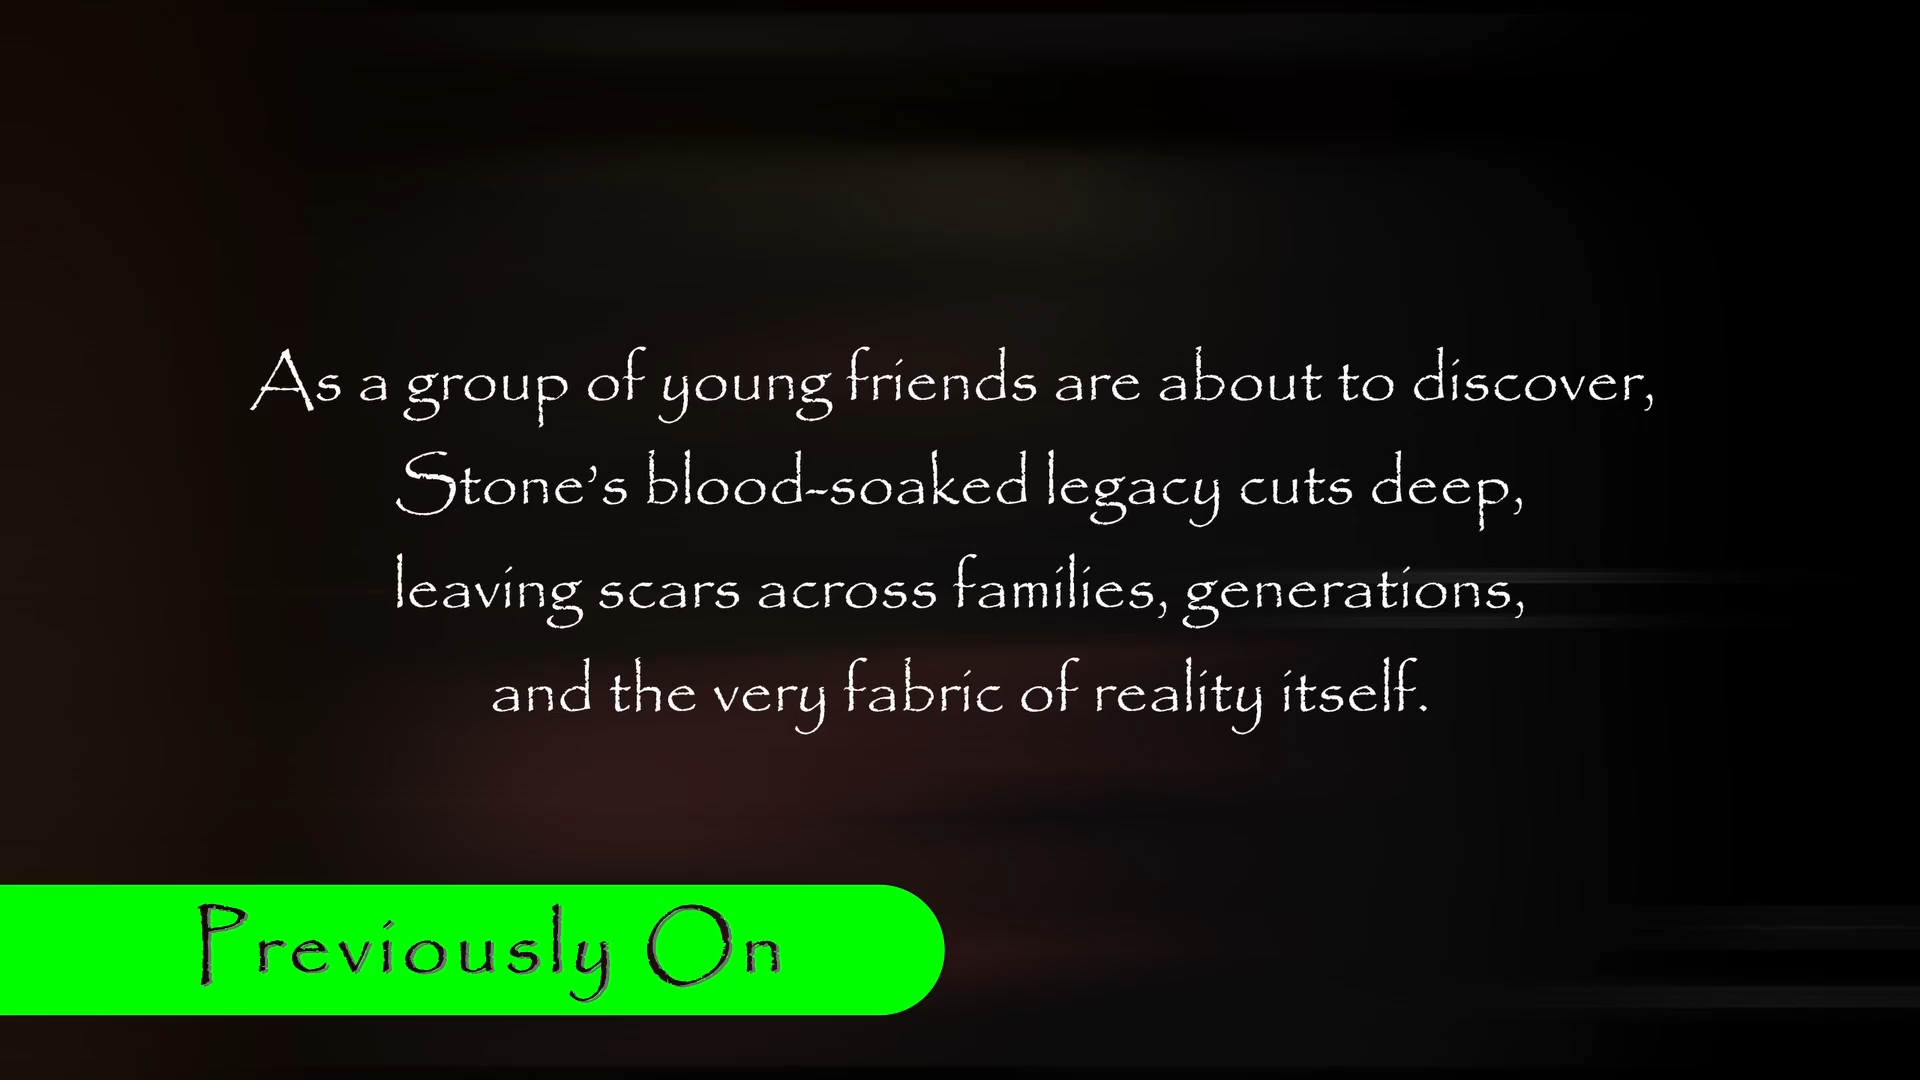 As a group of young friends are about to discover,
Stone’s blood-soaked legacy cuts deep,
leaving scars across families, generations,
and the very fabric of reality itself.
Previously On